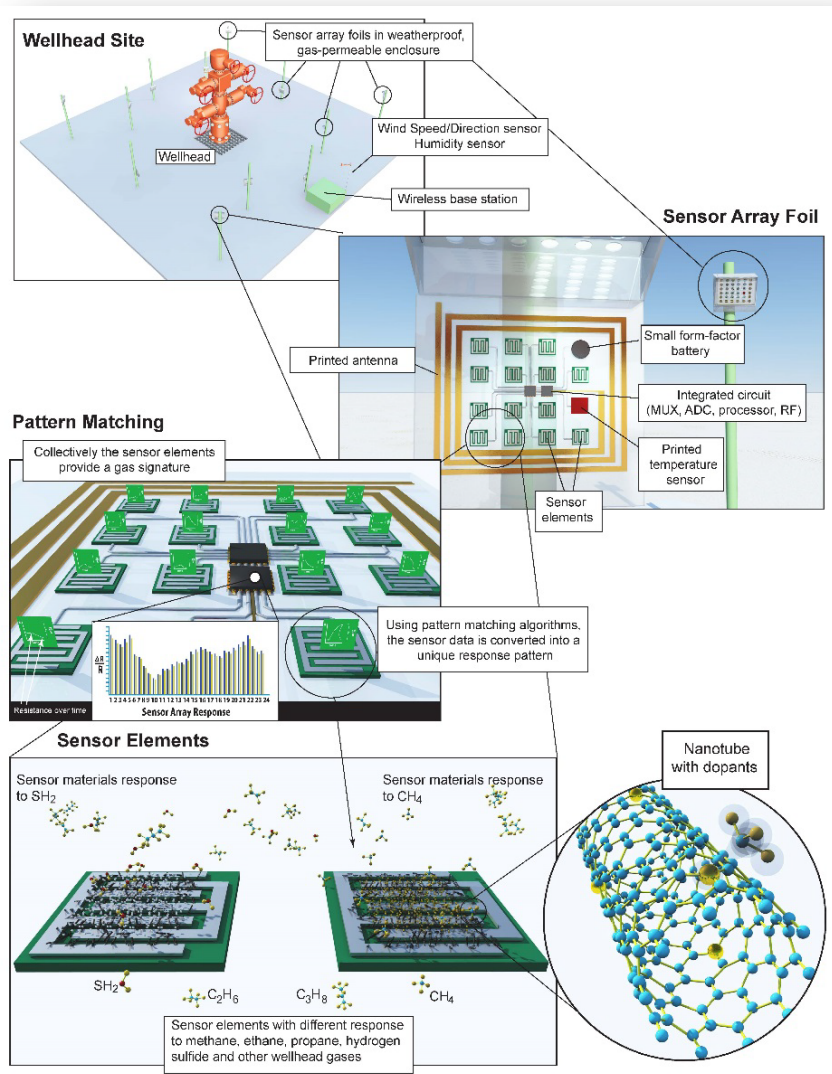 Wellhead Site
Sensor array foils in weatherproof,
gas-permeable enclosure
Wind Speed/Direction sensor
Humidity sensor
Wellhead
Wireless base station
Sensor Array Foil
Printed antenna
Small form-factor
battery
Integrated circuit
(MUX, ADC, processor, RF)
Printed
temperature
sensor
Sensor
elements
Pattern Matching
Collectively the sensor elements
provide a gas signature
Using pattern matching algorithms,
the sensor data is converted into a
unique response pattern
Resistance over time
ΔR
R
1 2 3 4 5 6 7 8 9 10 11 12 13 14 15 16 17 18 19 20 21 22 23 24
Sensor Array Response
Sensor Elements
Sensor materials response
to SH2
Sensor materials response
to CH4
Nanotube
with dopants
SH2
C2H6
C3H8
CH4
Sensor elements with different response
to methane, ethane, propane, hydrogen
sulfide and other wellhead gases